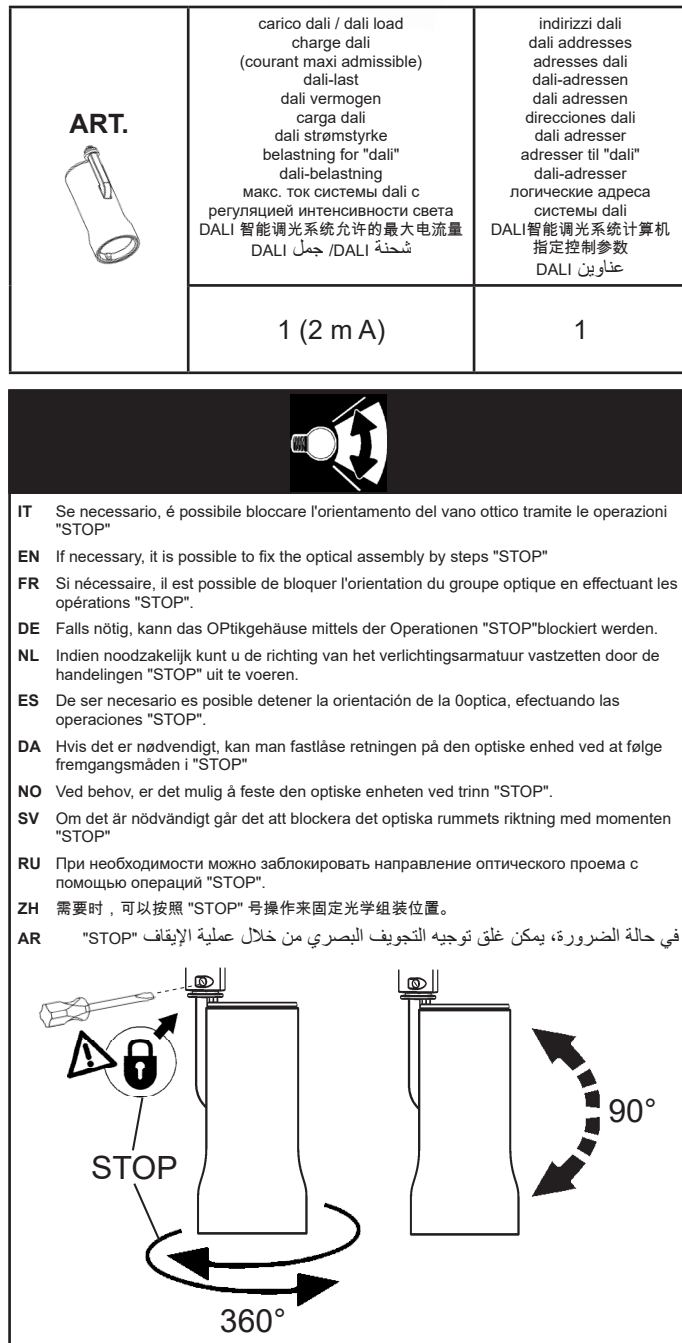 ART.
carico dali / dali load
charge dali
(courant maxi admissible)
dali-last
dali vermogen
carga dali
dali strømstyrke
belastning for "dali"
dali-belastning
макс. ток системы dali с
регуляцией интенсивности света
DALI 智能调光系统允许的最大电流量
شحنة DALI/ جمل DALI
indirizzi dali
dali addresses
adresses dali
dali-adressen
dali adressen
direcciones dali
dali adresser
adresser til "dali"
dali-adresser
логические адреса
системы dali
DALI智能调光系统计算机
指定控制参数
عناوين DALI
1 (2 m A)
1
IT Se necessario, é possibile bloccare l'orientamento del vano ottico tramite le operazioni
"STOP"
EN If necessary, it is possible to fix the optical assembly by steps "STOP"
FR Si nécessaire, il est possible de bloquer l'orientation du groupe optique en effectuant les
opérations "STOP".
DE Falls nötig, kann das OPtikgehäuse mittels der Operationen "STOP"blockiert werden.
NL Indien noodzakelijk kunt u de richting van het verlichtingsarmatuur vastzetten door de
handelingen "STOP" uit te voeren.
ES De ser necesario es posible detener la orientación de la 0optica, efectuando las
operaciones "STOP".
DA Hvis det er nødvendigt, kan man fastlåse retningen på den optiske enhed ved at følge
fremgangsmåden i "STOP"
NO Ved behov, er det mulig å feste den optiske enheten ved trinn "STOP".
SV Om det är nödvändigt går det att blockera det optiska rummets riktning med momenten
"STOP"
RU При необходимости можно заблокировать направление оптического проема с
помощью операций "STOP".
ZH 需要时，可以按照 "STOP" 号操作来固定光学组装位置。
AR في حالة الضرورة، يمكن غلق توجيه التجويف البصري من خلال عملية الإيقاف "STOP"
STOP
90°
360°